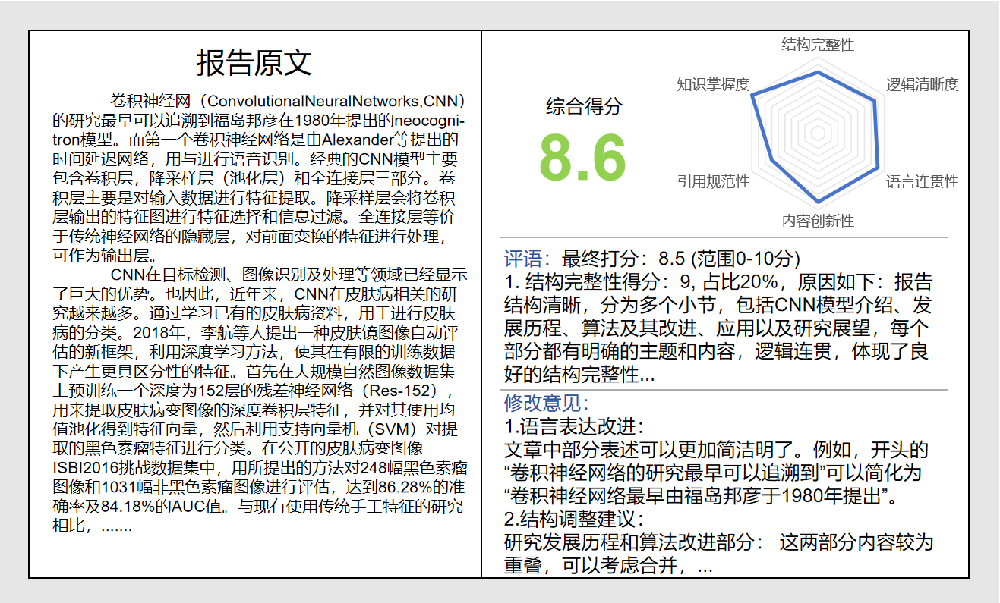 报告原文
卷积神经网（ConvolutionalNeuralNetworks,CNN）
的研究最早可以追溯到福岛邦彦在1980年提出的neocogni-
tron模型。而第一个卷积神经网络是由Alexander等提出的
时间延迟网络，用与进行语音识别。经典的CNN模型主要
包含卷积层，降采样层（池化层）和全连接层三部分。卷
积层主要是对输入数据进行特征提取。降采样层会将卷积
层输出的特征图进行特征选择和信息过滤。全连接层等价
于传统神经网络的隐藏层，对前面变换的特征进行处理，
可作为输出层。
CNN在目标检测、图像识别及处理等领域已经显示
了巨大的优势。也因此，近年来，CNN在皮肤病相关的研
究越来越多。通过学习已有的皮肤病资料，用于进行皮肤
病的分类。2018年，李航等人提出一种皮肤镜图像自动评
估的新框架，利用深度学习方法，使其在有限的训练数据
下产生更具区分性的特征。首先在大规模自然图像数据集
上预训练一个深度为152层的残差神经网络（Res-152），
用来提取皮肤病变图像的深度卷积层特征，并对其使用均
值池化得到特征向量，然后利用支持向量机（SVM）对提
取的黑色素瘤特征进行分类。在公开的皮肤病变图像
ISBI2016挑战数据集中，用所提出的方法对248幅黑色素瘤
图像和1031幅非黑色素瘤图像进行评估，达到86.28%的准
确率及84.18%的AUC值。与现有使用传统手工特征的研究
相比，.......
综合得分
8.6
结构完整性
逻辑清晰度
语言连贯性
内容创新性
引用规范性
知识掌握度
评语：最终打分：8.5 (范围0-10分)
1. 结构完整性得分：9, 占比20%，原因如下：报告
结构清晰，分为多个小节，包括CNN模型介绍、发
展历程、算法及其改进、应用以及研究展望，每个
部分都有明确的主题和内容，逻辑连贯，体现了良
好的结构完整性...
修改意见：
1.语言表达改进：
文章中部分表述可以更加简洁明了。例如，开头的
“卷积神经网络的研究最早可以追溯到”可以简化为
“卷积神经网络最早由福岛邦彦于1980年提出”。
2.结构调整建议：
研究发展历程和算法改进部分： 这两部分内容较为
重叠，可以考虑合并，...